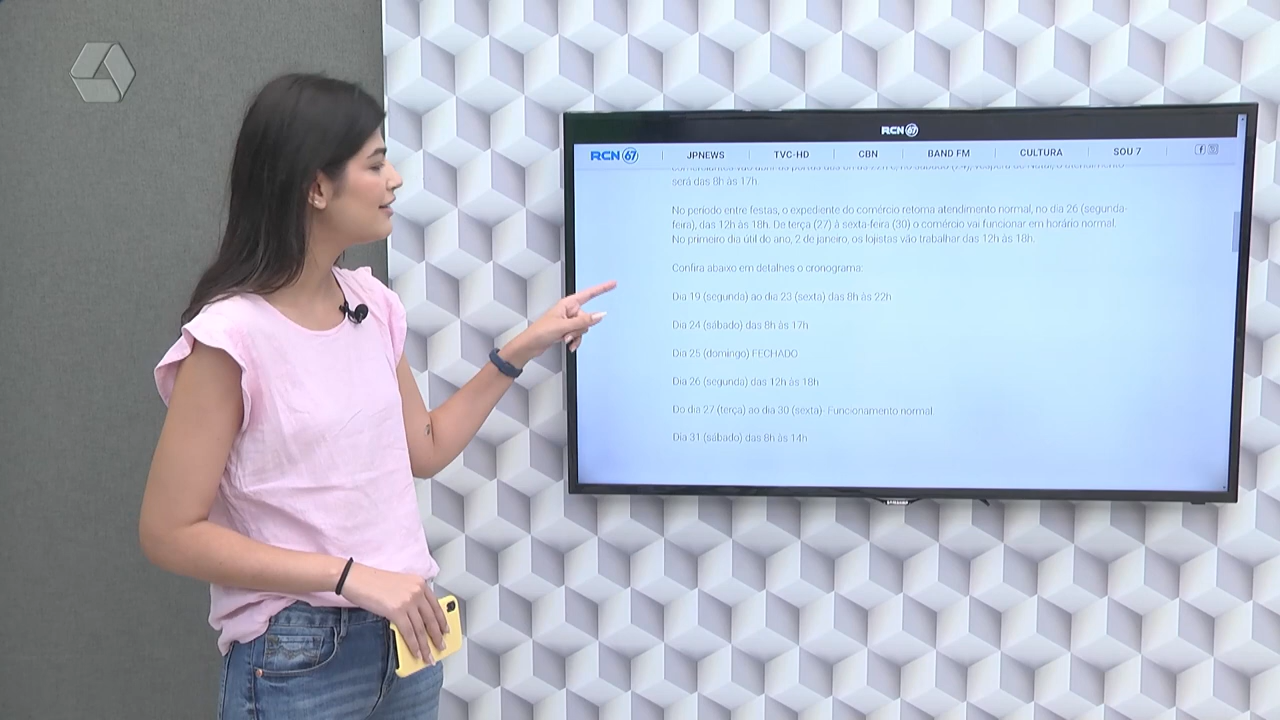 RCN 67
RCN 67 JPNEWS TVC-HD CBN BAND FM CULTURA SOU 7
será das 8h às 17h
No período entre festas, o expediente do comércio retoma atendimento normal, no dia 26 (segunda-
feira), das 12h às 18h. De terça (27) à sexta-feira (30) o comércio vai funcionar em horário normal.
No primeiro dia útil do ano, 2 de janeiro, os lojistas vão trabalhar das 12h às 18h.
Confira abaixo em detalhes o cronograma:
Dia 19 (segunda) ao dia 23 (sexta) das 8h às 22h
Dia 24 (sábado) das 8h às 17h
Dia 25 (domingo) FECHADO
Dia 26 (segunda) das 12h às 18h
Do dia 27 (terça) ao dia 30 (sexta)- Funcionamento normal
Dia 31 (sábado) das 8h às 14h
SAMSUNG